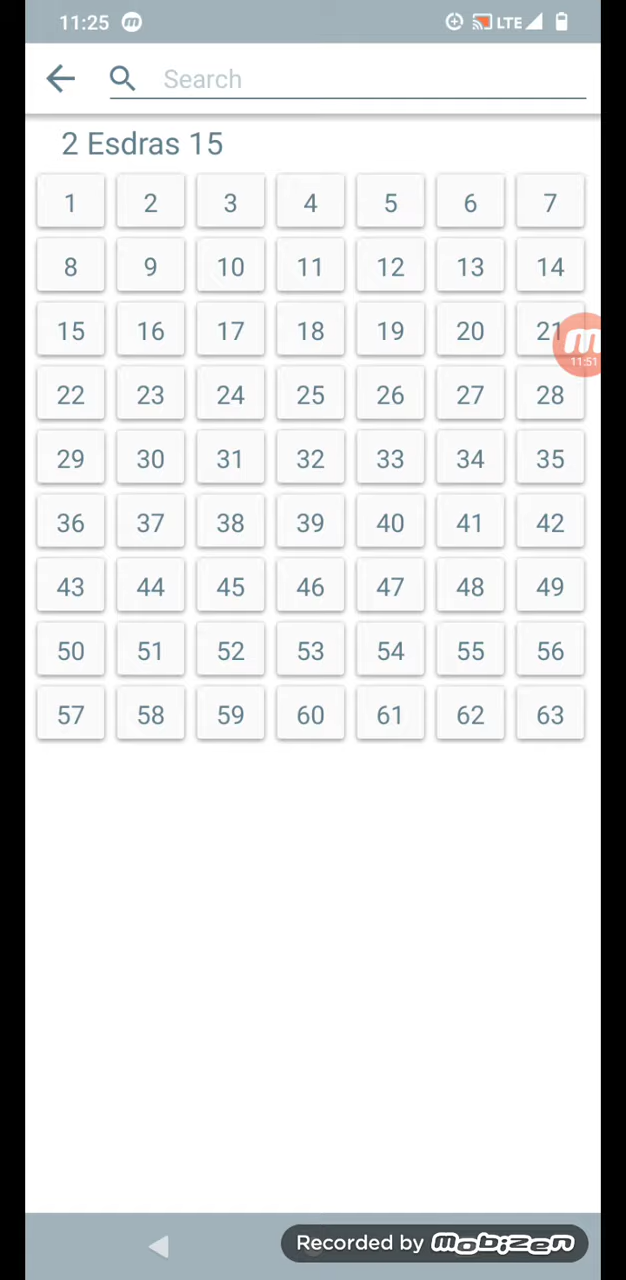 11:25 m LTE
Search
2 Esdras 15
1 2 3 4 5 6 7
8 9 10 11 12 13 14
15 16 17 18 19 20 21
11:51
22 23 24 25 26 27 28
29 30 31 32 33 34 35
36 37 38 39 40 41 42
43 44 45 46 47 48 49
50 51 52 53 54 55 56
57 58 59 60 61 62 63
Recorded by mobizen